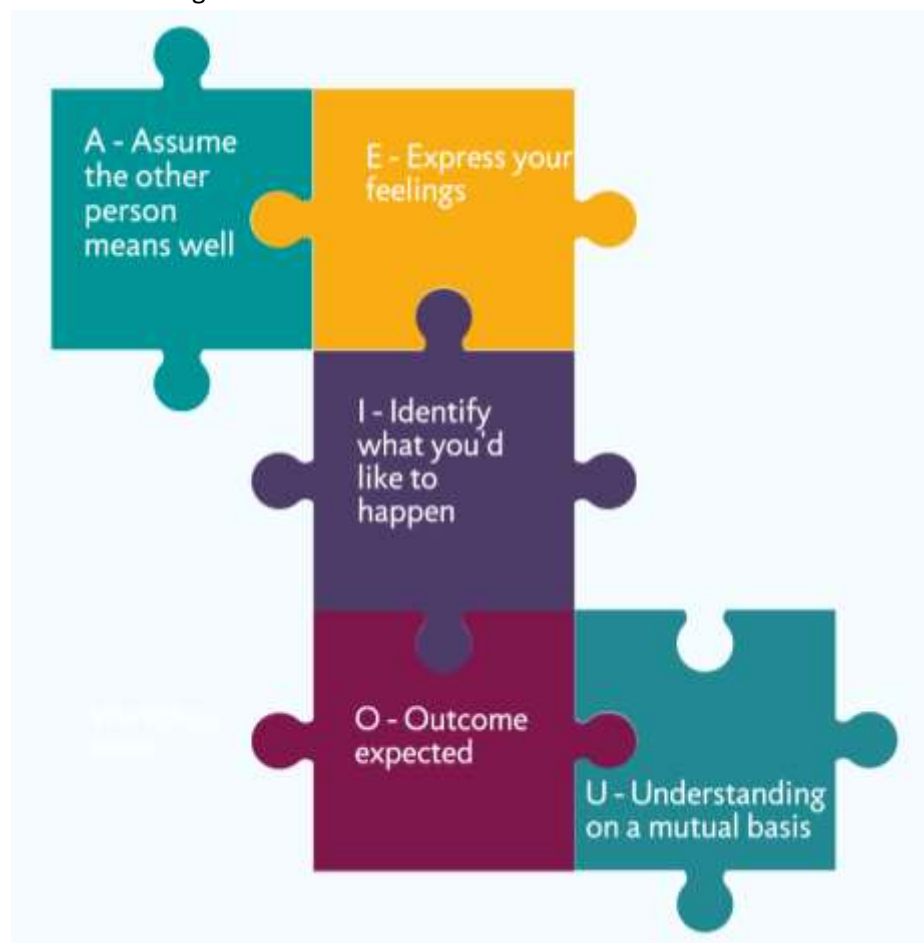 A - Assume
the other
person
means well
E - Express your
feelings
I - Identify
what you'd
like to
happen
O - Outcome
expected
U - Understanding
on a mutual basis